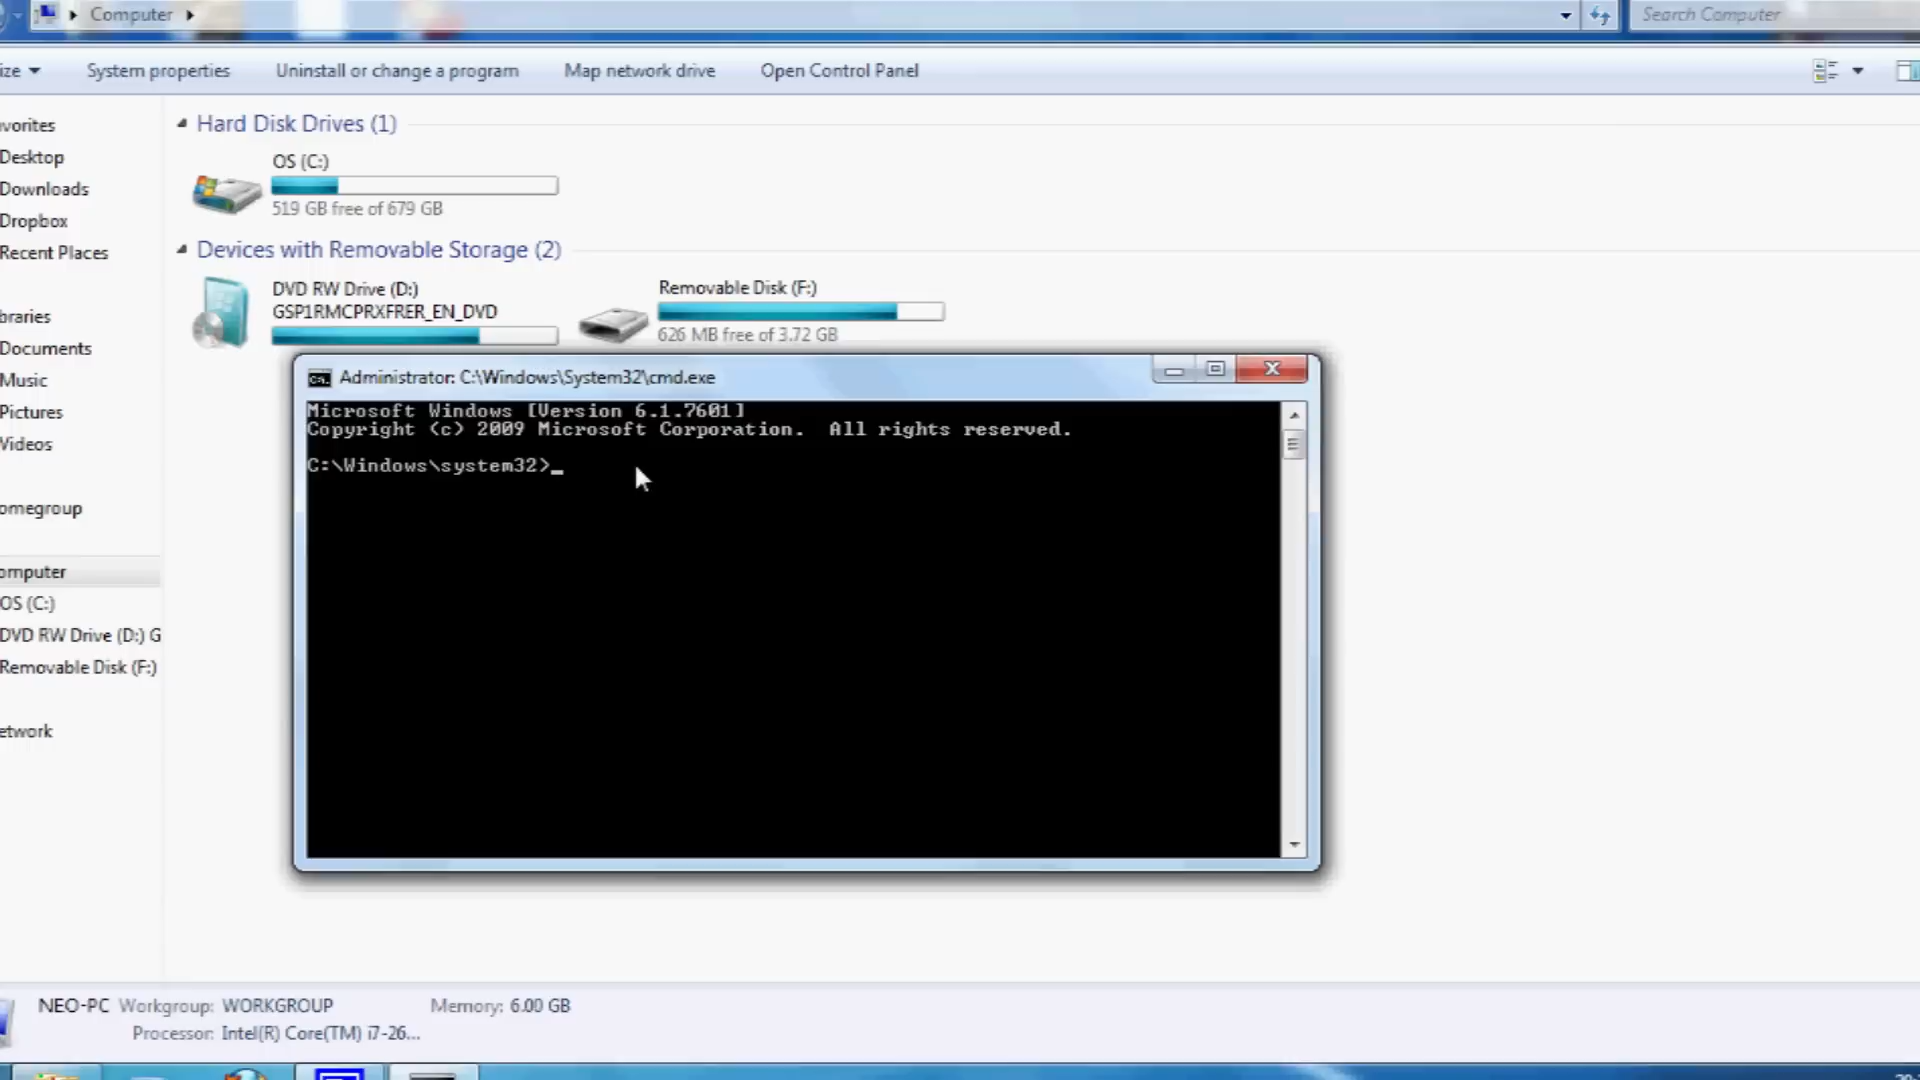 Computer
Search Computer
ize
System properties
Uninstall or change a program
Map network drive
Open Control Panel
vorites
Desktop
Downloads
Dropbox
Recent Places
braries
Documents
Music
Pictures
Videos
omegroup
omputer
OS (C:)
DVD RW Drive (D:) G
Removable Disk (F:)
etwork
Hard Disk Drives (1)
OS (C:)
519 GB free of 679 GB
Devices with Removable Storage (2)
DVD RW Drive (D:)
GSP1RMCPRXFRER_EN_DVD
Removable Disk (F:)
626 MB free of 3.72 GB
Administrator: C:\Windows\System32\cmd.exe
Microsoft Windows [Version 6.1.7601]
Copyright (c) 2009 Microsoft Corporation.  All rights reserved.
C:\Windows\system32>_
NEO-PC Workgroup: WORKGROUP
Memory: 6.00 GB
Processor: Intel(R) Core(TM) i7-26...